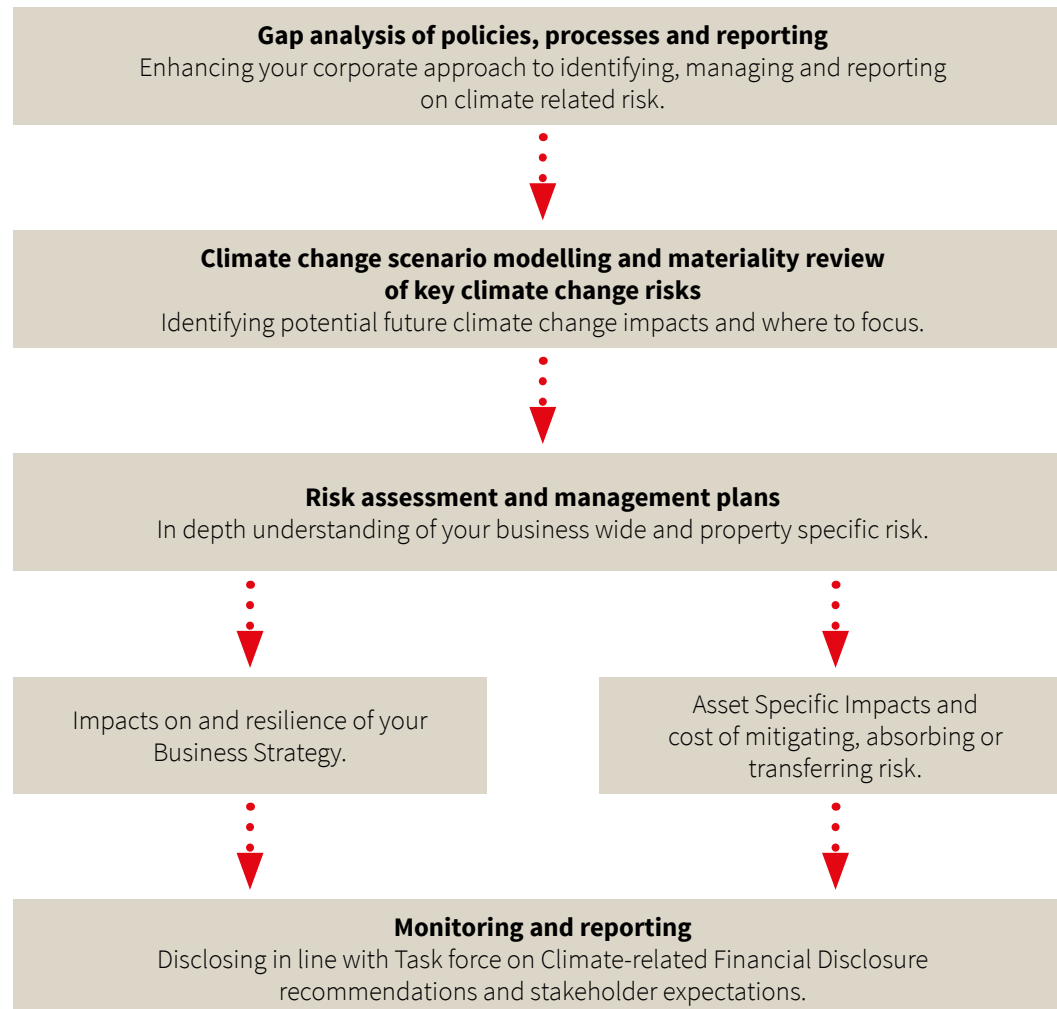 Gap analysis of policies, processes and reporting
Enhancing your corporate approach to identifying, managing and reporting
on climate related risk.
Climate change scenario modelling and materiality review
of key climate change risks
Identifying potential future climate change impacts and where to focus.
Risk assessment and management plans
In depth understanding of your business wide and property specific risk.
Impacts on and resilience of your
Business Strategy.
Asset Specific Impacts and
cost of mitigating, absorbing or
transferring risk.
Monitoring and reporting
Disclosing in line with Task force on Climate-related Financial Disclosure
recommendations and stakeholder expectations.